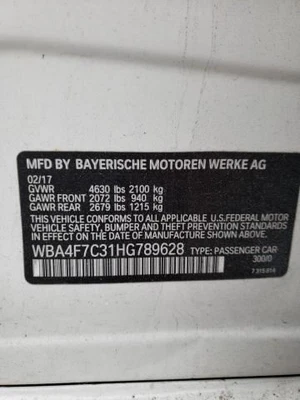 MFD BY BAYERISCHE MOTOREN WERKE AG
02/17
GVWR 4630 lbs 2100 kg
GAWR FRONT 2072 lbs 940 kg
GAWR REAR 2679 lbs 1215 kg
THIS VEHICLE CONFORMS TO ALL APPLICABLE U.S.FEDERAL MOTOR
VEHICLE SAFETY, BUMPER, AND THEFT PREVENTION STANDARDS
IN EFFECT ON THE DATE OF MANUFACTURE SHOWN ABOVE.
WBA4F7C31HG789628 TYPE: PASSENGER CAR
300/0